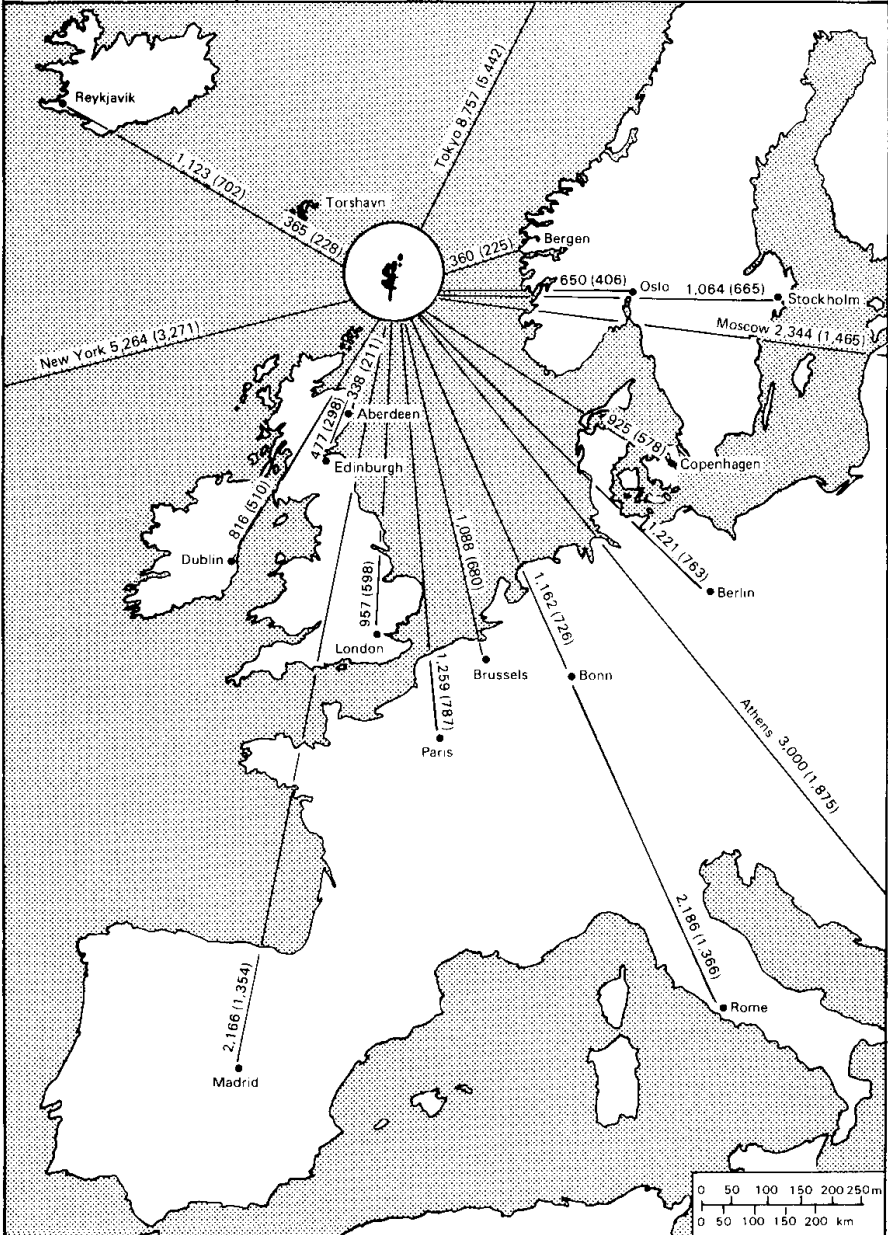 Reykjavik
Tokyo 8,757 (5,442)
1,123 (702)
Torshavn
365 (228)
360 (225)
Bergen
650 (406)
Oslo
1,064 (665)
Stockholm
Moscow 2,344 (1,465)
New York 5,264 (3,271)
338 (211)
Aberdeen
477 (298)
Edinburgh
925 (578)
Copenhagen
816 (510)
Dublin
1,088 (680)
1,221 (763)
Berlin
957 (598)
London
1,162 (726)
Brussels
Bonn
1,259 (787)
Paris
Athens 3,000 (1,875)
2,186 (1,366)
Rome
2,166 (1,354)
Madrid
0 50 100 150 200 250m
0 50 100 150 200 km